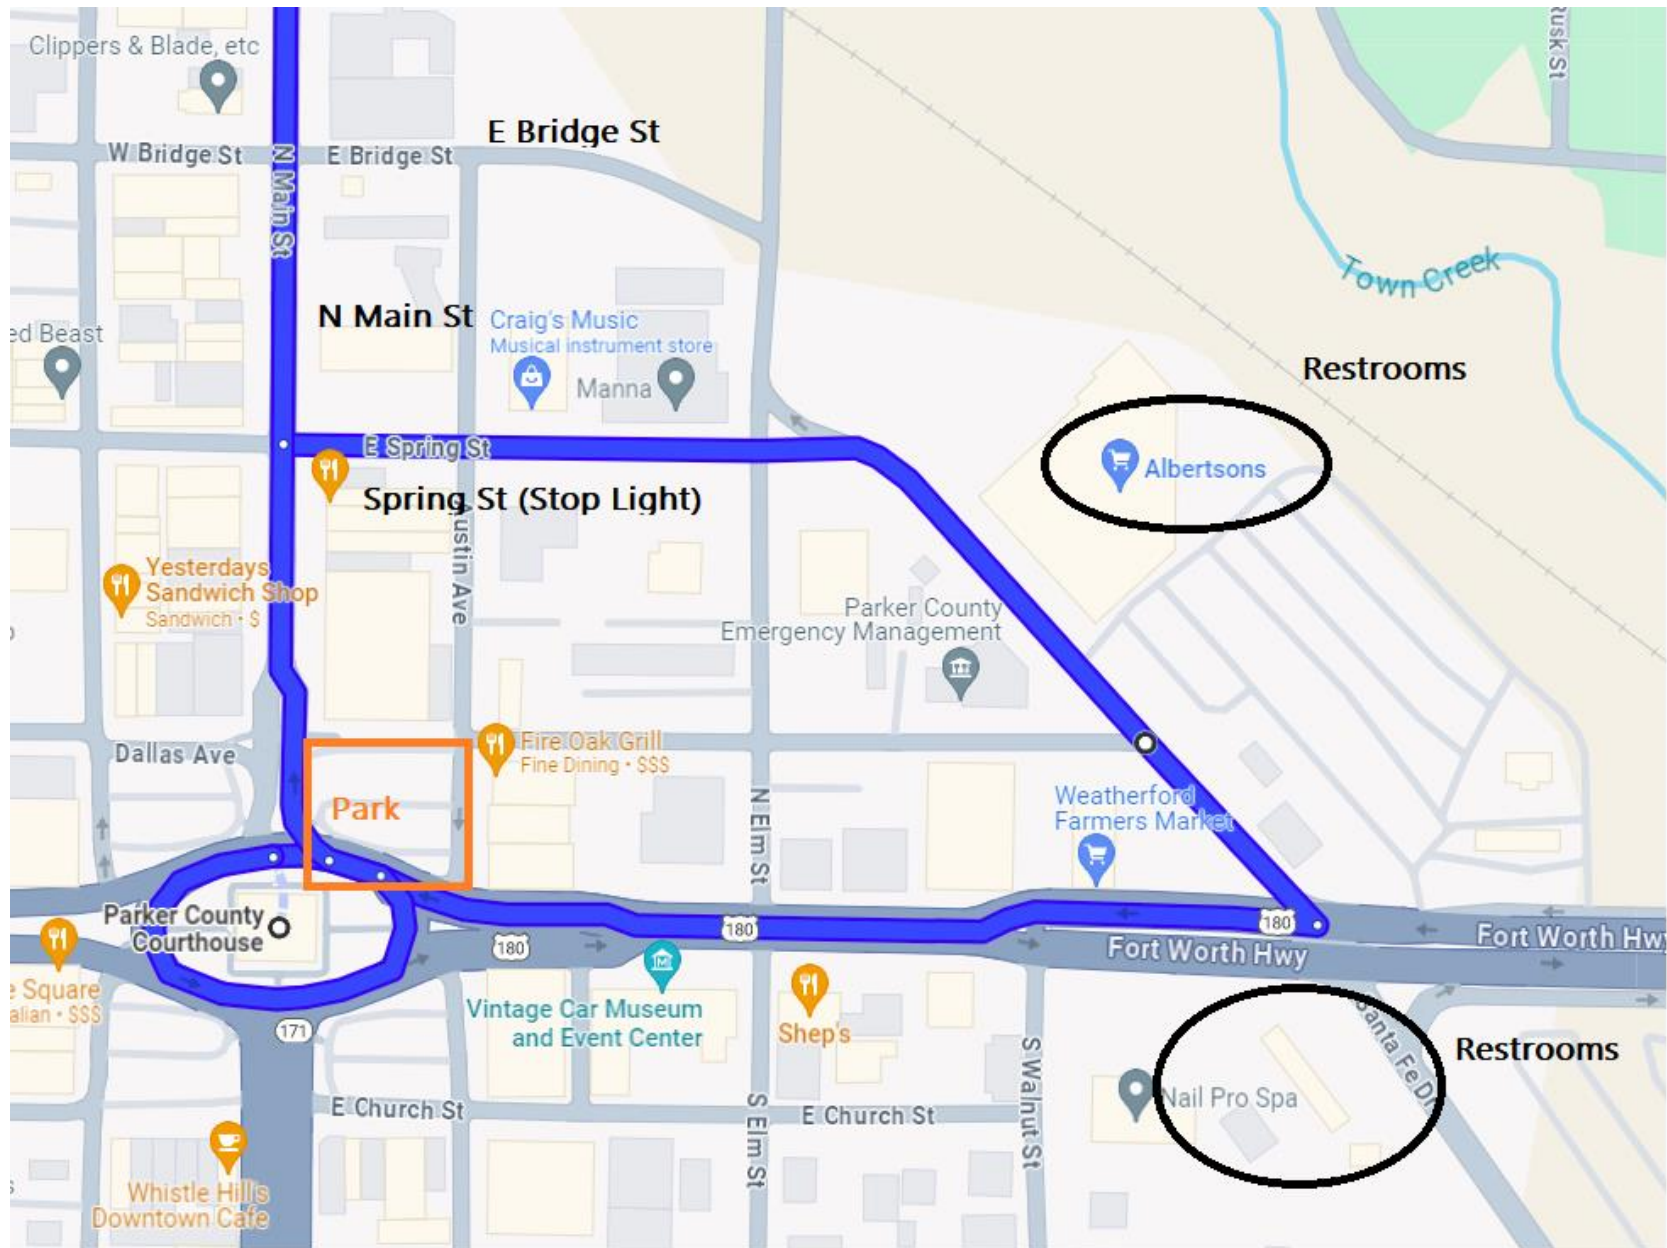 Clippers & Blade, etc
Rusk St
E Bridge St
W Bridge St
N Main St
E Bridge St
Town Creek
N Main St
Craig's Music
Musical instrument store
ed Beast
Manna
Restrooms
E Spring St
Albertsons
Spring St (Stop Light)
Austin Ave
Yesterdays
Sandwich Shop
Sandwich • $
Parker County
Emergency Management
Dallas Ave
Fire Oak Grill
Fine Dining • $$$
Park
N Elm St
Weatherford
Farmers Market
Parker County
Courthouse
180
180
180
Fort Worth Hwy
Fort Worth Hwy
e Square
alian • $$$
171
Vintage Car Museum
and Event Center
Shep's
Santa Fe Dr
Restrooms
S Walnut St
Nail Pro Spa
E Church St
S Elm St
E Church St
Whistle Hill's
Downtown Cafe